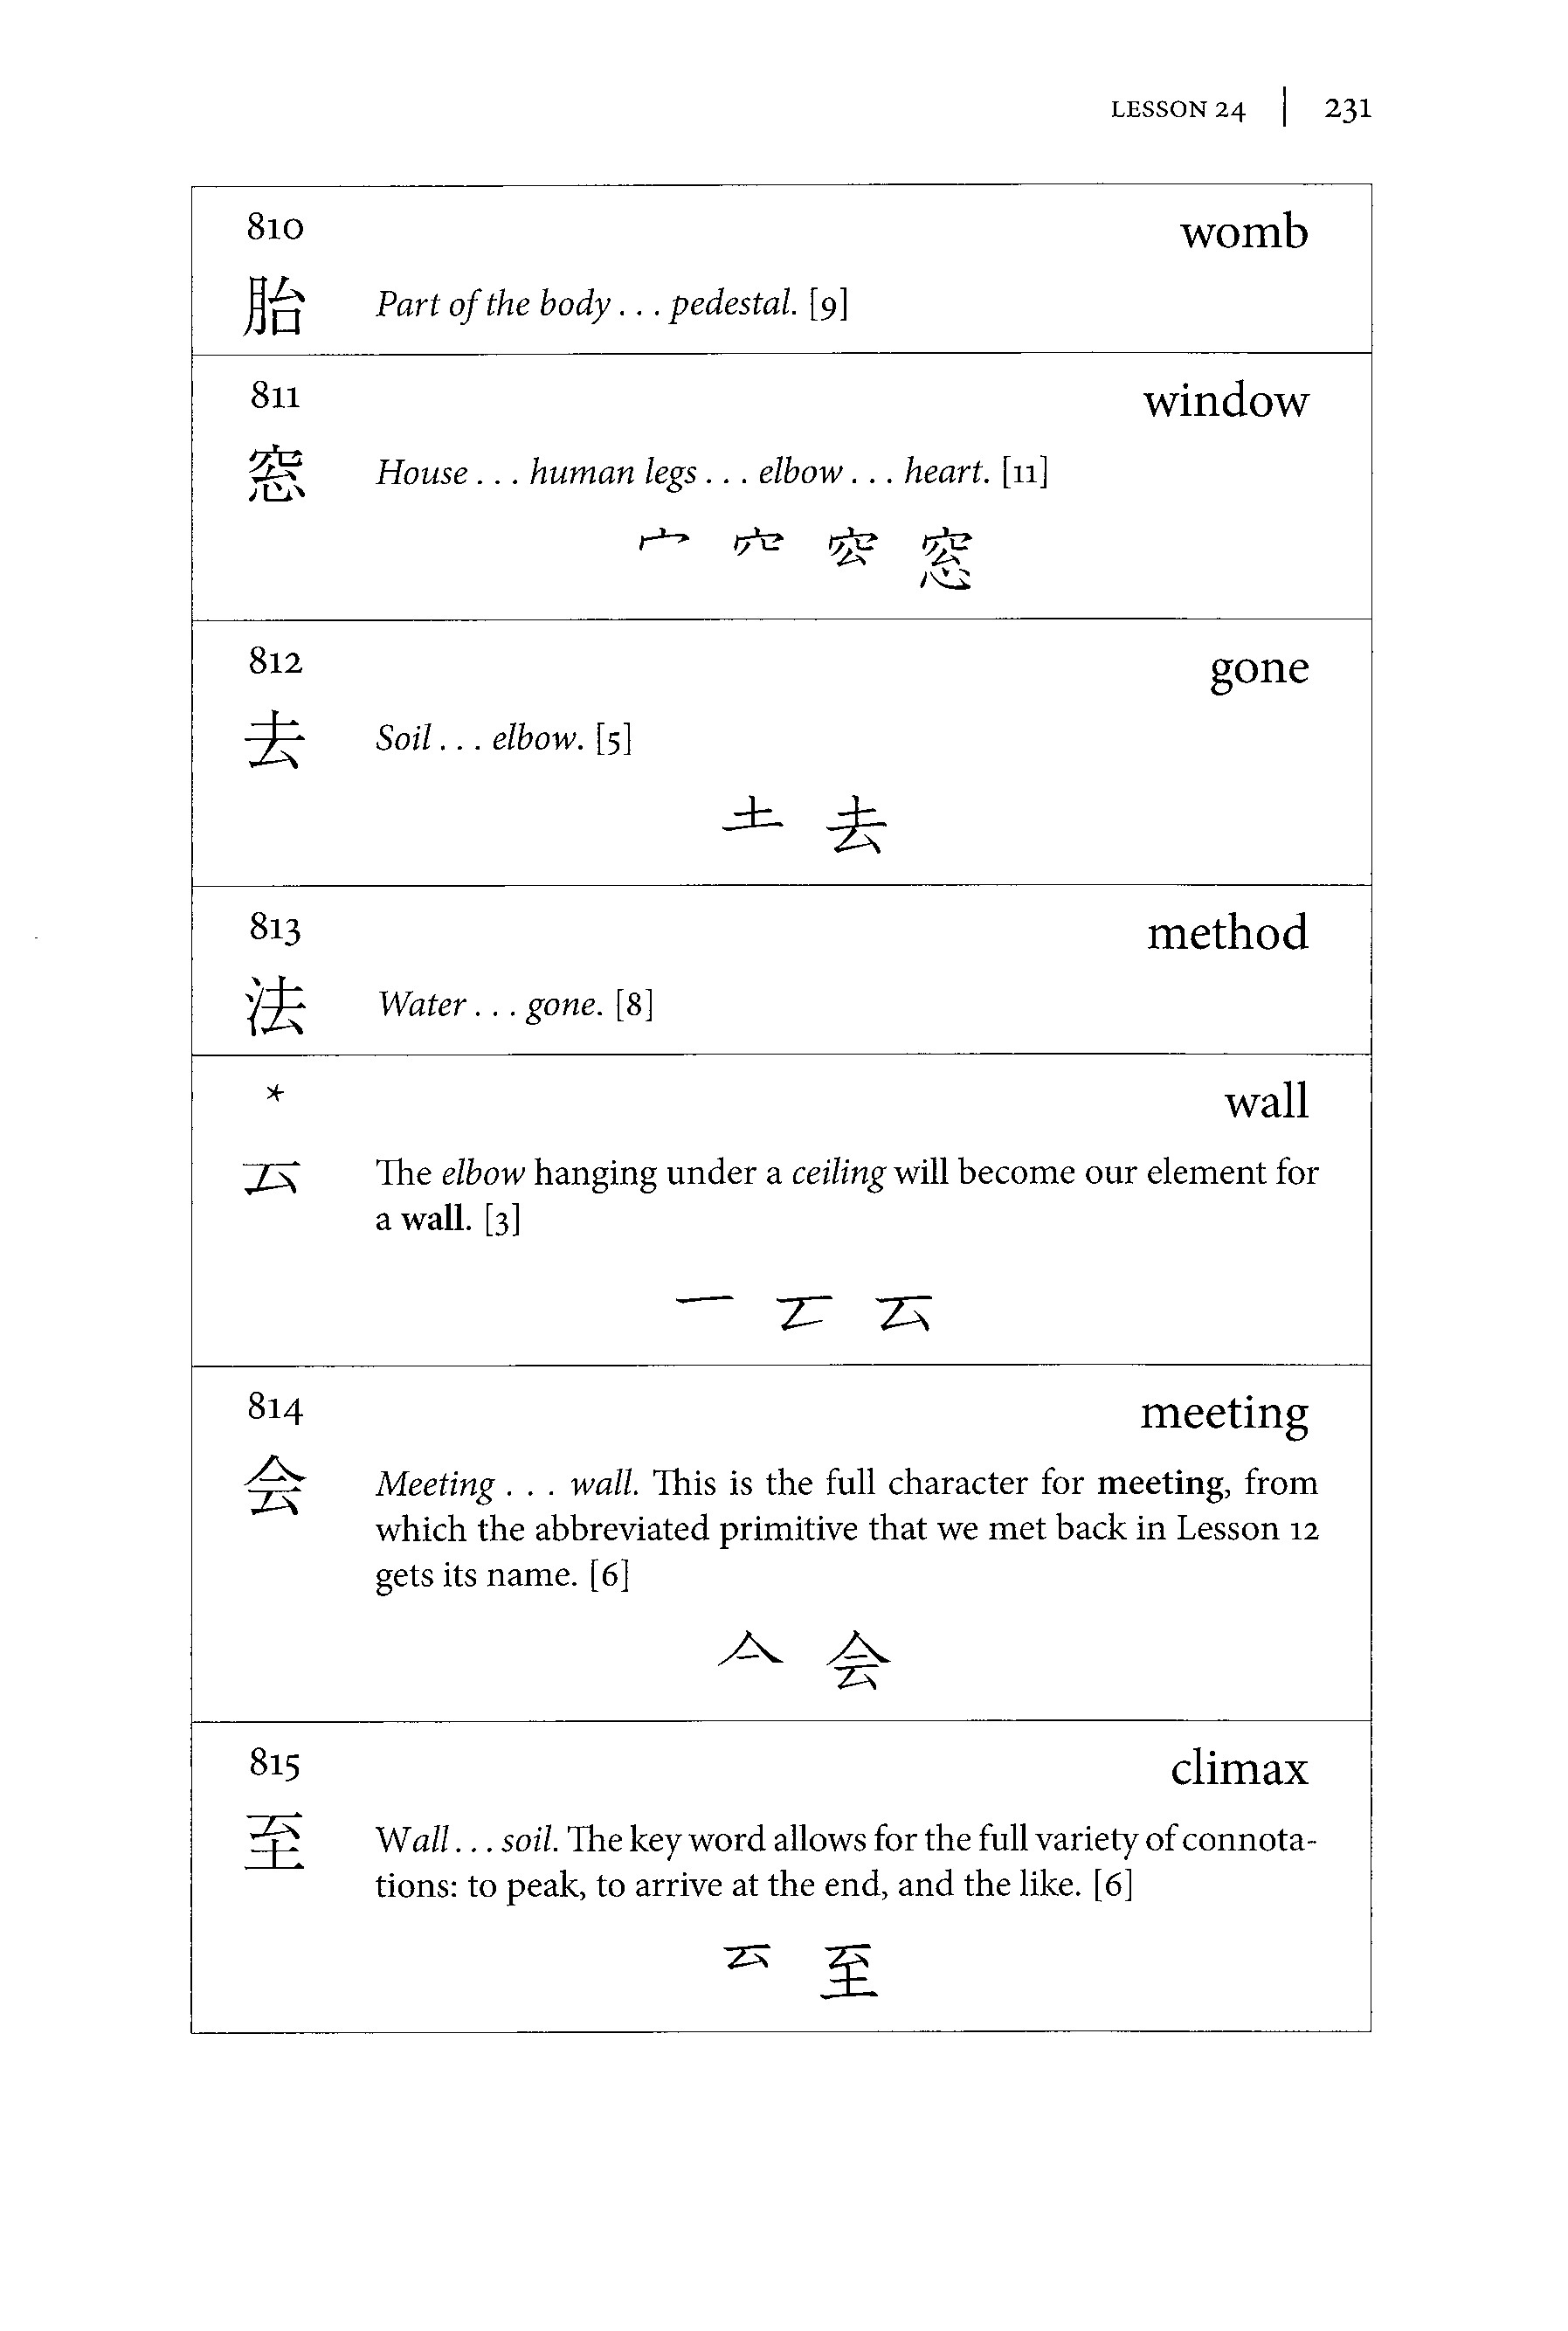 LESSON 24 | 231
810 womb
胎 Part of the body . . . pedestal. [9]
811 window
窓 House . . . human legs . . . elbow . . . heart. [11]
宀 穴 窂 窓
812 gone
去 Soil . . . elbow. [5]
土 去
813 method
法 Water . . . gone. [8]
* wall
云 The elbow hanging under a ceiling will become our element for
a wall. [3]
一 云
814 meeting
会 Meeting . . . wall. This is the full character for meeting, from
which the abbreviated primitive that we met back in Lesson 12
gets its name. [6]
亼 会
815 climax
至 Wall . . . soil. The key word allows for the full variety of connota-
tions: to peak, to arrive at the end, and the like. [6]
云 至